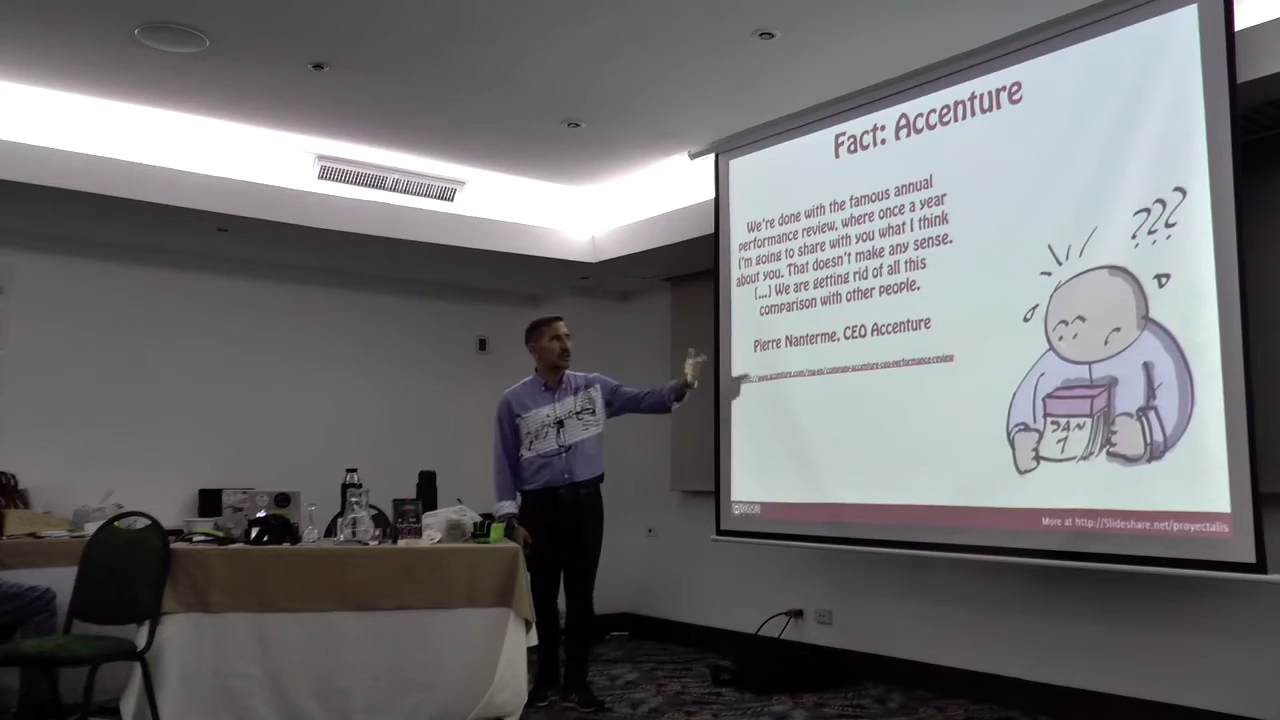 Fact: Accenture
We're done with the famous annual
performance review, where once a year
I'm going to share with you what I think
about you. That doesn't make any sense.
[...] We are getting rid of all this
comparison with other people.
Pierre Nanterme, CEO Accenture
???
JAN
1
More at http://Slideshare.net/proyectalis